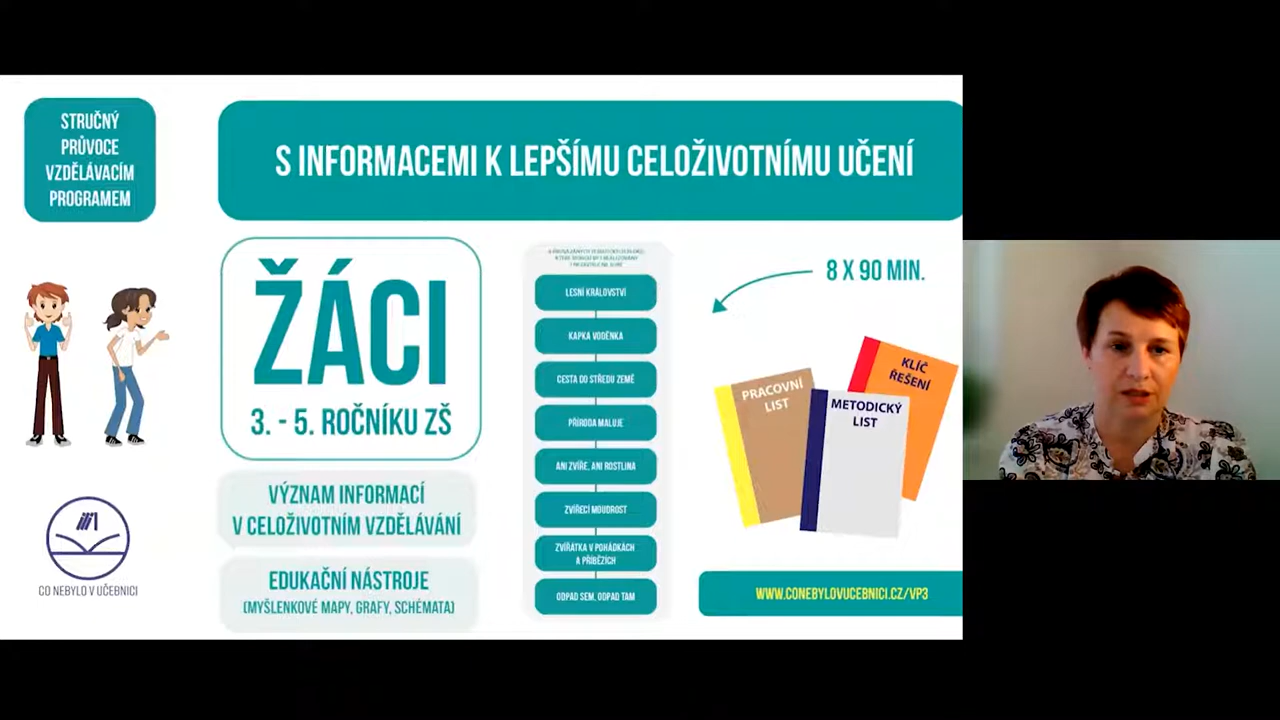 STRUČNÝ
PRŮVOCE
VZDĚLÁVACÍM
PROGRAMEM
S INFORMACEMI K LEPŠÍMU CELOŽIVOTNÍMU UČENÍ
ŽÁCI
3. - 5. ROČNÍKU ZŠ
VÝZNAM INFORMACÍ
V CELOŽIVOTNÍM VZDĚLÁVÁNÍ
EDUKAČNÍ NÁSTROJE
(MYŠLENKOVÉ MAPY, GRAFY, SCHÉMATA)
LESNÍ KRÁLOVSTVÍ
KAPKA VODĚNKA
CESTA DO STŘEDU ZEMĚ
PŘÍRODA MALUJE
ANI ZVÍŘE, ANI ROSTLINA
ZVÍŘECÍ MOUDROST
ZVÍŘÁTKA V POHÁDKÁCH
A PŘÍBĚZÍCH
ODPAD SEM, ODPAD TAM
8 X 90 MIN.
PRACOVNÍ
LIST
METODICKÝ
LIST
KLÍČ
ŘEŠENÍ
WWW.CONEBYLOVUCEBNICI.CZ/VP3
CO NEBYLO V UČEBNICI